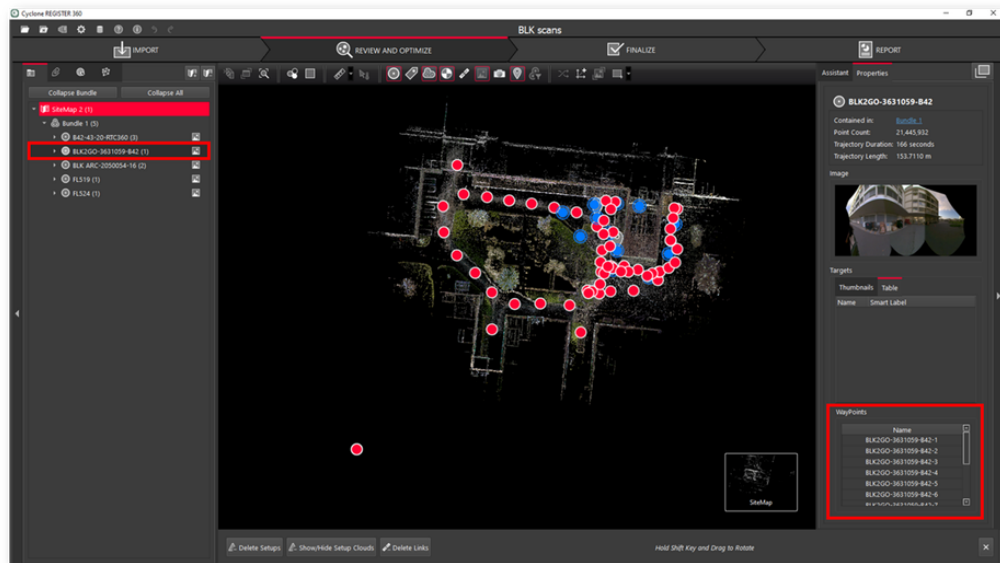 Cyclone REGISTER 360
BLK scans
IMPORT
REVIEW AND OPTIMIZE
FINALIZE
REPORT
Collapse Bundle
Collapse All
SiteMap 2 (1)
Bundle 1 (5)
B42-43-20-RTC360 (3)
BLK2GO-3631059-B42 (1)
BLK ARC-2050054-16 (2)
FLS19 (1)
FLS24 (1)
SiteMap
Delete Setups
Show/Hide Setup Clouds
Delete Links
Hold Shift Key and Drag to Rotate
Assistant
Properties
BLK2GO-3631059-B42
Contained in: Bundle 1
Point Count: 21,445,932
Trajectory Duration: 166 seconds
Trajectory Length: 153.7110 m
Image
Targets
Thumbnails
Table
Name
Smart Label
WayPoints
Name
BLK2GO-3631059-B42-1
BLK2GO-3631059-B42-2
BLK2GO-3631059-B42-3
BLK2GO-3631059-B42-4
BLK2GO-3631059-B42-5
BLK2GO-3631059-B42-6
BLK2GO-3631059-B42-7